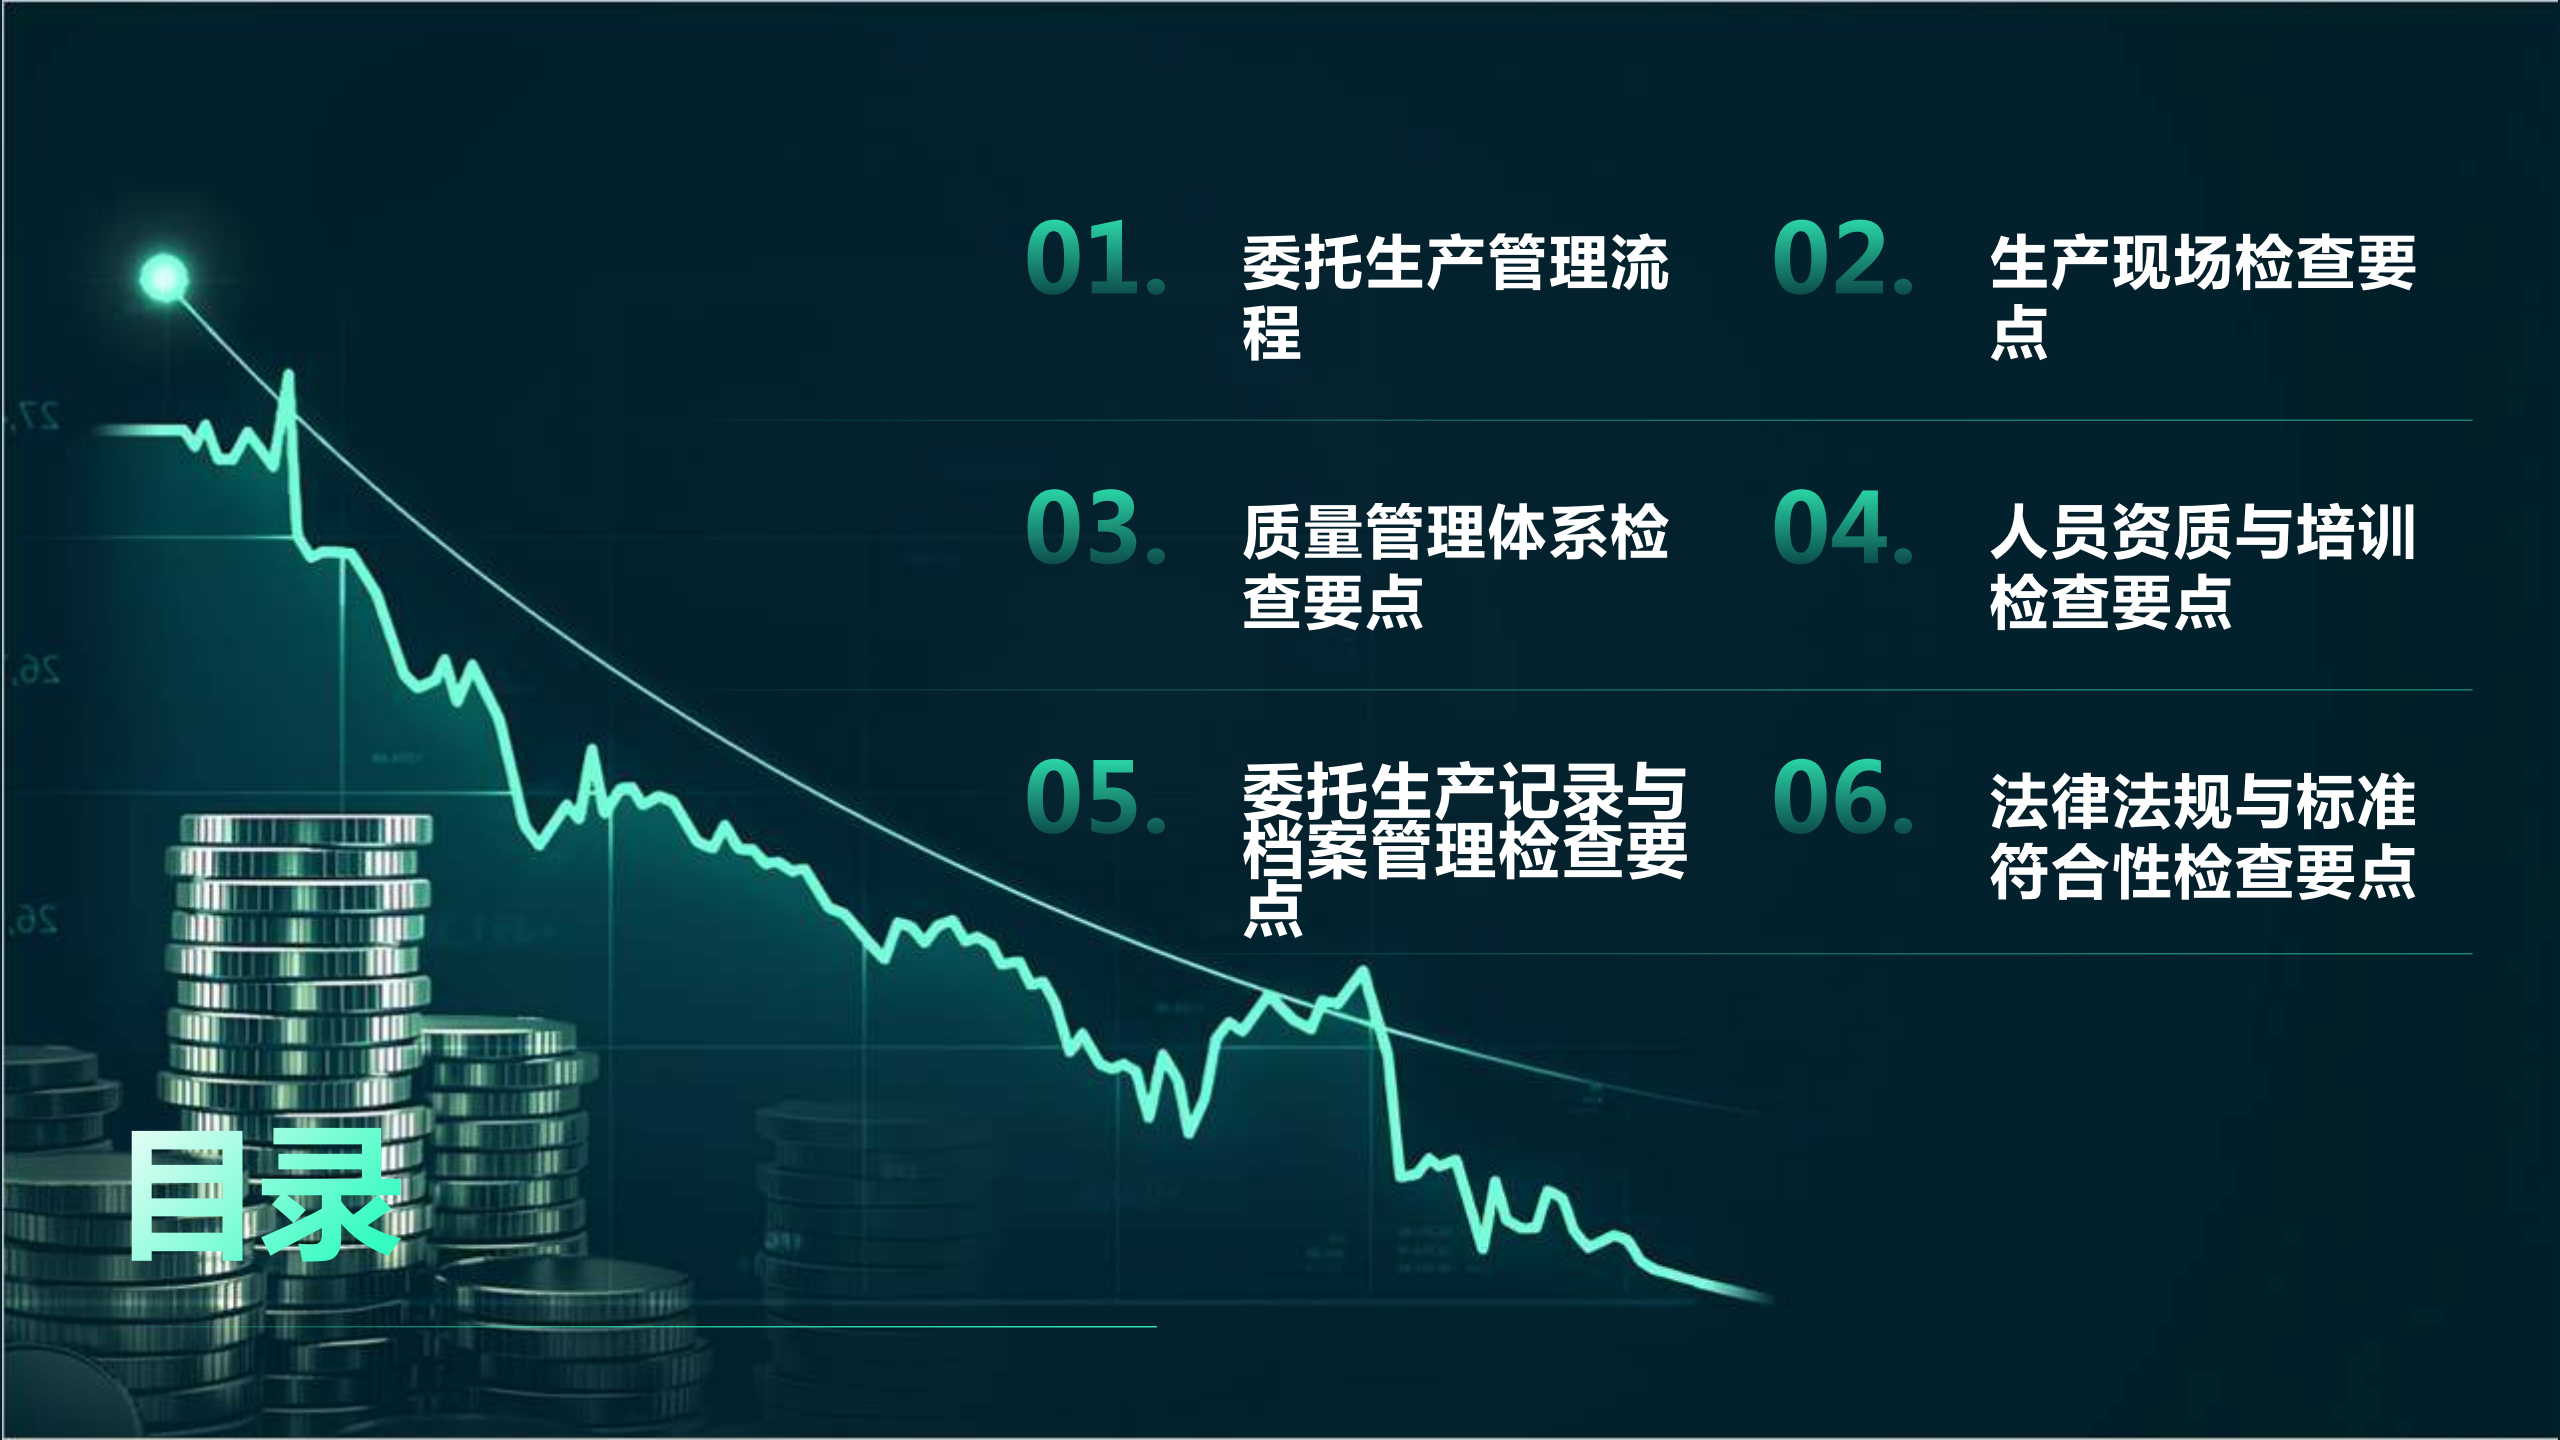 01.
委托生产管理流
程
02.
生产现场检查要
点
03.
质量管理体系检
查要点
04.
人员资质与培训
检查要点
05.
委托生产记录与
档案管理检查要
点
06.
法律法规与标准
符合性检查要点
目录